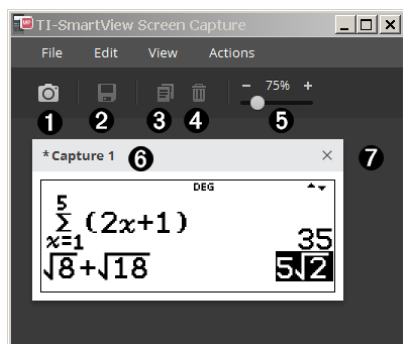 TI-SmartView Screen Capture
File Edit View Actions
− 75% +
1 2 3 4 5
*Capture 1 6 × 7
DEG
5
∑ (2x+1)
x=1 35
√8+√18 5√2